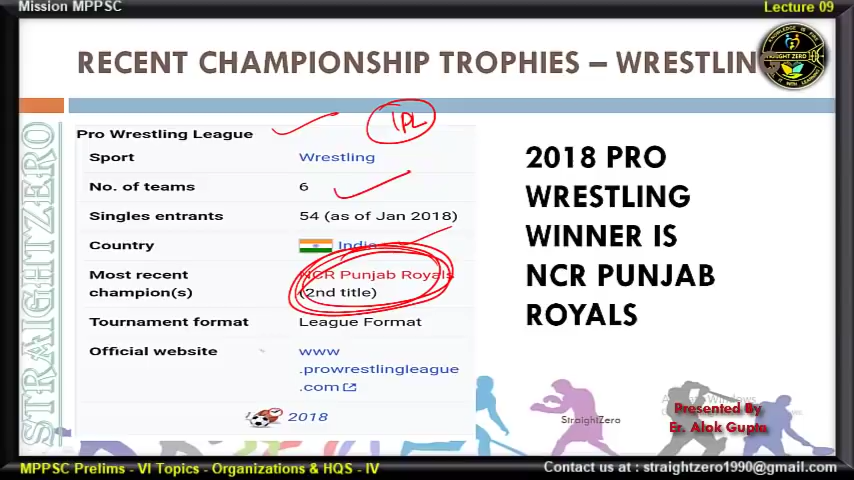 Mission MPPSC
Lecture 09
RECENT CHAMPIONSHIP TROPHIES – WRESTLIN
STRAIGHTZERO
Pro Wrestling League
IPL
Sport Wrestling
No. of teams 6
Singles entrants 54 (as of Jan 2018)
Country India
Most recent NCR Punjab Royals
champion(s) (2nd title)
Tournament format League Format
Official website www
.prowrestlingleague
.com
2018
2018 PRO
WRESTLING
WINNER IS
NCR PUNJAB
ROYALS
StraightZero
Presented By
Er. Alok Gupta
MPPSC Prelims - VI Topics - Organizations & HQS - IV
Contact us at : straightzero1990@gmail.com